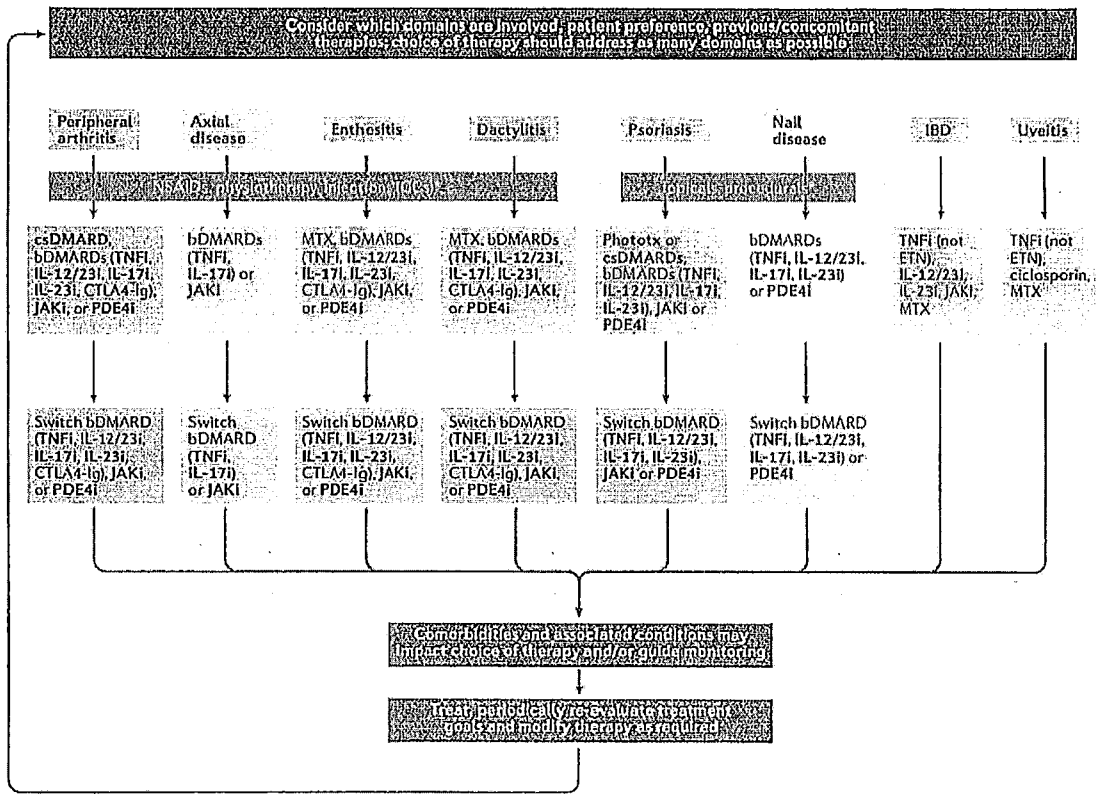 Consider which domains are involved, patient preference, previous/concomitant
therapies; choice of therapy should address as many domains as possible
Peripheral
arthritis
Axial
disease
Enthesitis
Dactylitis
Psoriasis
Nail
disease
IBD
Uveitis
NSAIDs, physiotherapy injection (CCs)
Topicals, procedural
csDMARD,
bDMARDs (TNFi,
IL-12/23i, IL-17i,
IL-23i, CTLA4-Ig),
JAKi, or PDE4i
bDMARDs
(TNFi,
IL-17i) or
JAKi
MTX, bDMARDs
(TNFi, IL-12/23i,
IL-17i, IL-23i,
CTLA4-Ig), JAKi,
or PDE4i
MTX, bDMARDs
(TNFi, IL-12/23i,
IL-17i, IL-23i,
CTLA4-Ig), JAKi,
or PDE4i
Phototx or
csDMARDs,
bDMARDs (TNFi,
IL-12/23i, IL-17i,
IL-23i), JAKi or
PDE4i
bDMARDs
(TNFi, IL-12/23i,
IL-17i, IL-23i)
or PDE4i
TNFi (not
ETN),
IL-12/23i,
IL-23i, JAKi,
MTX
TNFi (not
ETN),
ciclosporin,
MTX
Switch bDMARD
(TNFi, IL-12/23i,
IL-17i, IL-23i),
CTLA4-Ig), JAKi,
or PDE4i
Switch
bDMARD
(TNFi,
IL-17i)
or JAKi
Switch bDMARD
(TNFi, IL-12/23i,
IL-17i, IL-23i,
CTLA4-Ig), JAKi,
or PDE4i
Switch bDMARD
(TNFi, IL-12/23i,
IL-17i, IL-23i,
CTLA4-Ig), JAKi,
or PDE4i
Switch bDMARD
(TNFi, IL-12/23i,
IL-17i, IL-23i),
JAKi or PDE4i
Switch bDMARD
(TNFi, IL-12/23i,
IL-17i, IL-23i) or
PDE4i
Comorbidities and associated conditions may
impact choice of therapy and/or guide monitoring
Treat, periodically re-evaluate treatment
goals and modify therapy as required